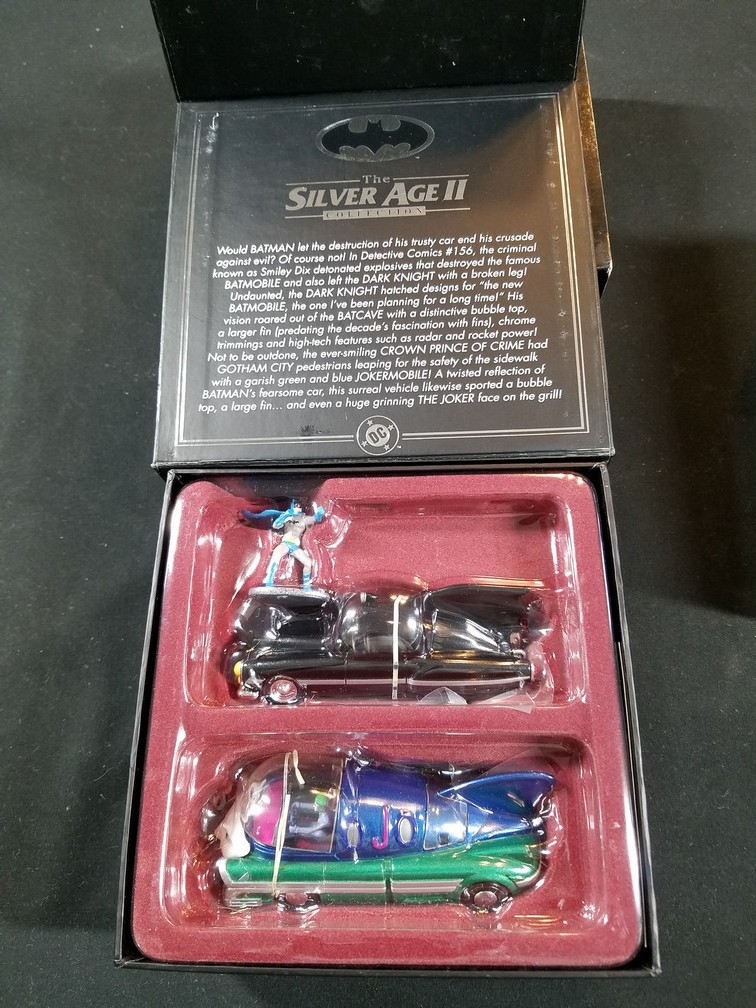 The
SILVER AGE II
COLLECTION
Would BATMAN let the destruction of his trusty car end his crusade
against evil? Of course not! In Detective Comics #156, the criminal
known as Smiley Dix detonated explosives that destroyed the famous
BATMOBILE and also left the DARK KNIGHT with a broken leg!
Undaunted, the DARK KNIGHT hatched designs for "the new
BATMOBILE, the one I've been planning for a long time!" His
vision roared out of the BATCAVE with a distinctive bubble top,
a larger fin (predating the decade's fascination with fins), chrome
trimmings and high-tech features such as radar and rocket power!
Not to be outdone, the ever-smiling CROWN PRINCE OF CRIME had
GOTHAM CITY pedestrians leaping for the safety of the sidewalk
with a garish green and blue JOKERMOBILE! A twisted reflection of
BATMAN's fearsome car, this surreal vehicle likewise sported a bubble
top, a large fin... and even a huge grinning THE JOKER face on the grill!
DC
J